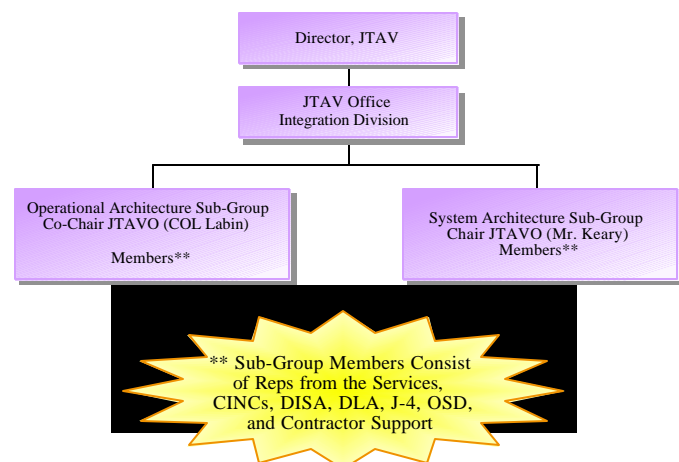 Director, JTAV
JTAV Office
Integration Division
Operational Architecture Sub-Group
Co-Chair JTAVO (COL Labin)
Members**
System Architecture Sub-Group
Chair JTAVO (Mr. Keary)
Members**
** Sub-Group Members Consist
of Reps from the Services,
CINCs, DISA, DLA, J-4, OSD,
and Contractor Support